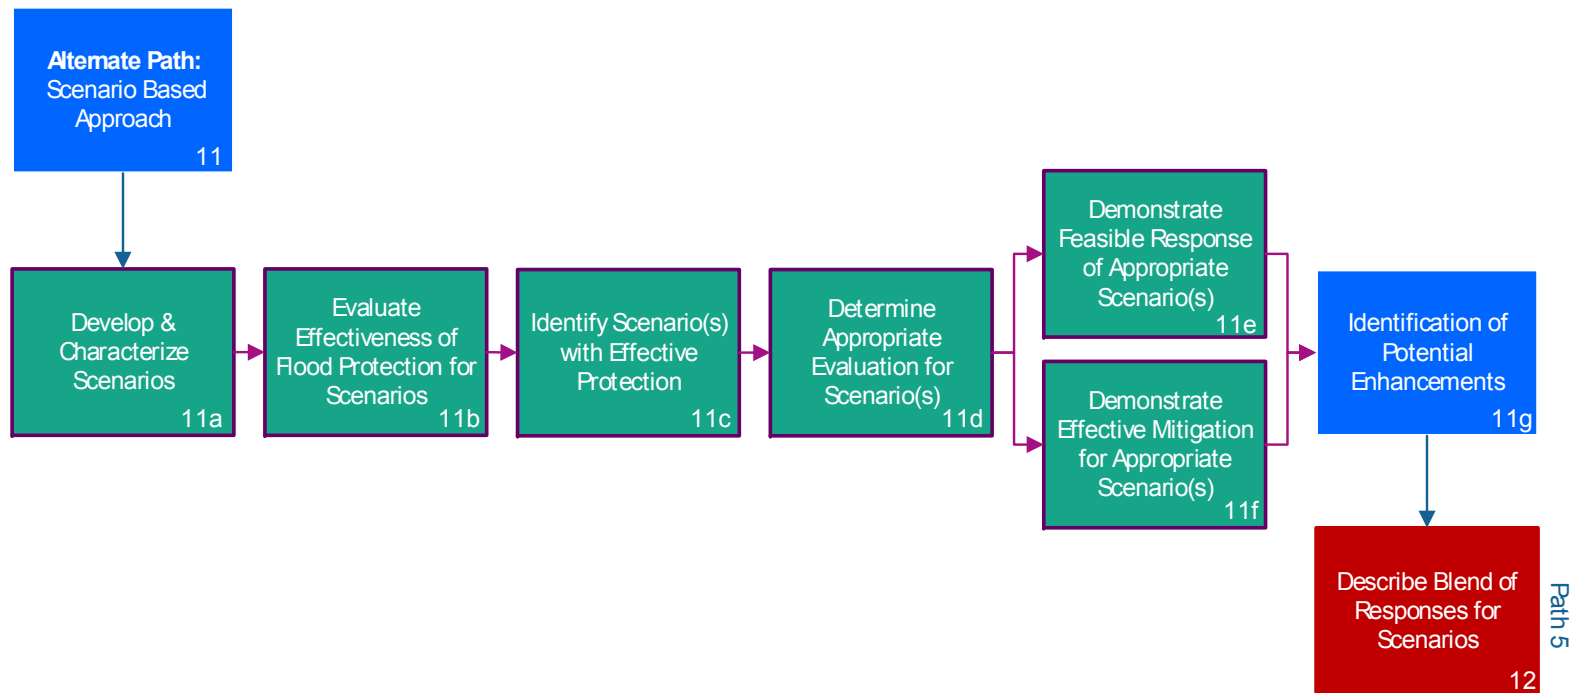 Alternate Path:
Scenario Based
Approach
11
Develop &
Characterize
Scenarios
11a
Evaluate
Effectiveness of
Flood Protection for
Scenarios
11b
Identify Scenario(s)
with Effective
Protection
11c
Determine
Appropriate
Evaluation for
Scenario(s)
11d
Demonstrate
Feasible Response
of Appropriate
Scenario(s)
11e
Demonstrate
Effective Mitigation
for Appropriate
Scenario(s)
11f
Identification of
Potential
Enhancements
11g
Describe Blend of
Responses for
Scenarios
12
Path 5